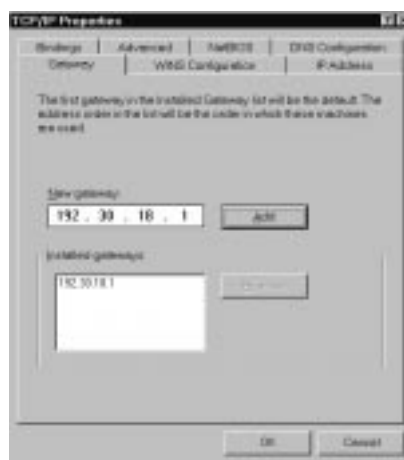 TCP/IP Properties
Bindings Advanced NetBIOS DNS Configuration
Gateway WINS Configuration IP Address
The first gateway in the Installed Gateway list will be the default. The
address order in the list will be the order in which these machines
are used.
New gateway:
192 . 30 . 18 . 1 Add
Installed gateways:
192.30.18.1
OK Cancel